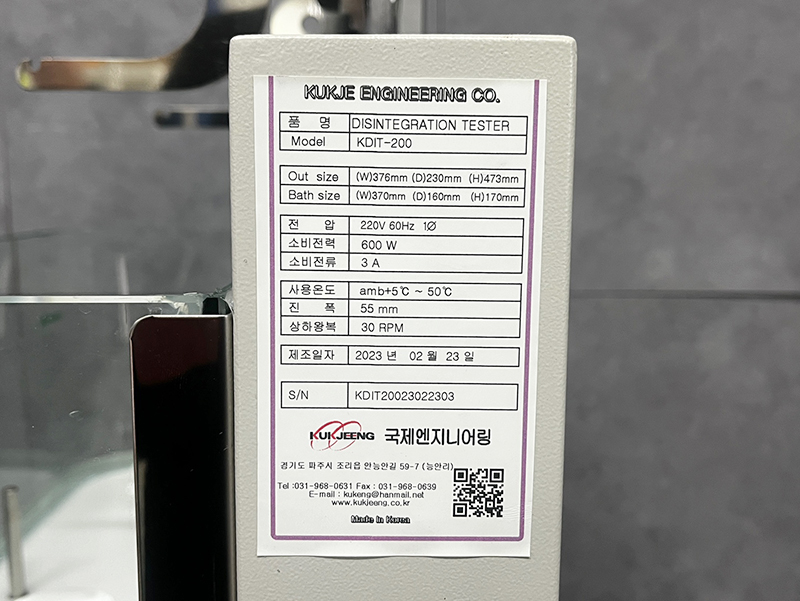 KUKJE ENGINEERING CO.
품 명 DISINTEGRATION TESTER
Model KDIT-200
Out size (W)376mm (D)230mm (H)473mm
Bath size (W)370mm (D)160mm (H)170mm
전 압 220V 60Hz 1Ø
소비전력 600 W
소비전류 3 A
사용온도 amb+5℃ ~ 50℃
진 폭 55 mm
상하왕복 30 RPM
제조일자 2023 년 02 월 23 일
S/N KDIT20023022303
KUKJEENG 국제엔지니어링
경기도 파주시 조리읍 안능안길 59-7 (능안리)
Tel :031-968-0631 Fax : 031-968-0639
E-mail : kukeng@hanmail.net
www.kukjeeng.co.kr
Made In Korea